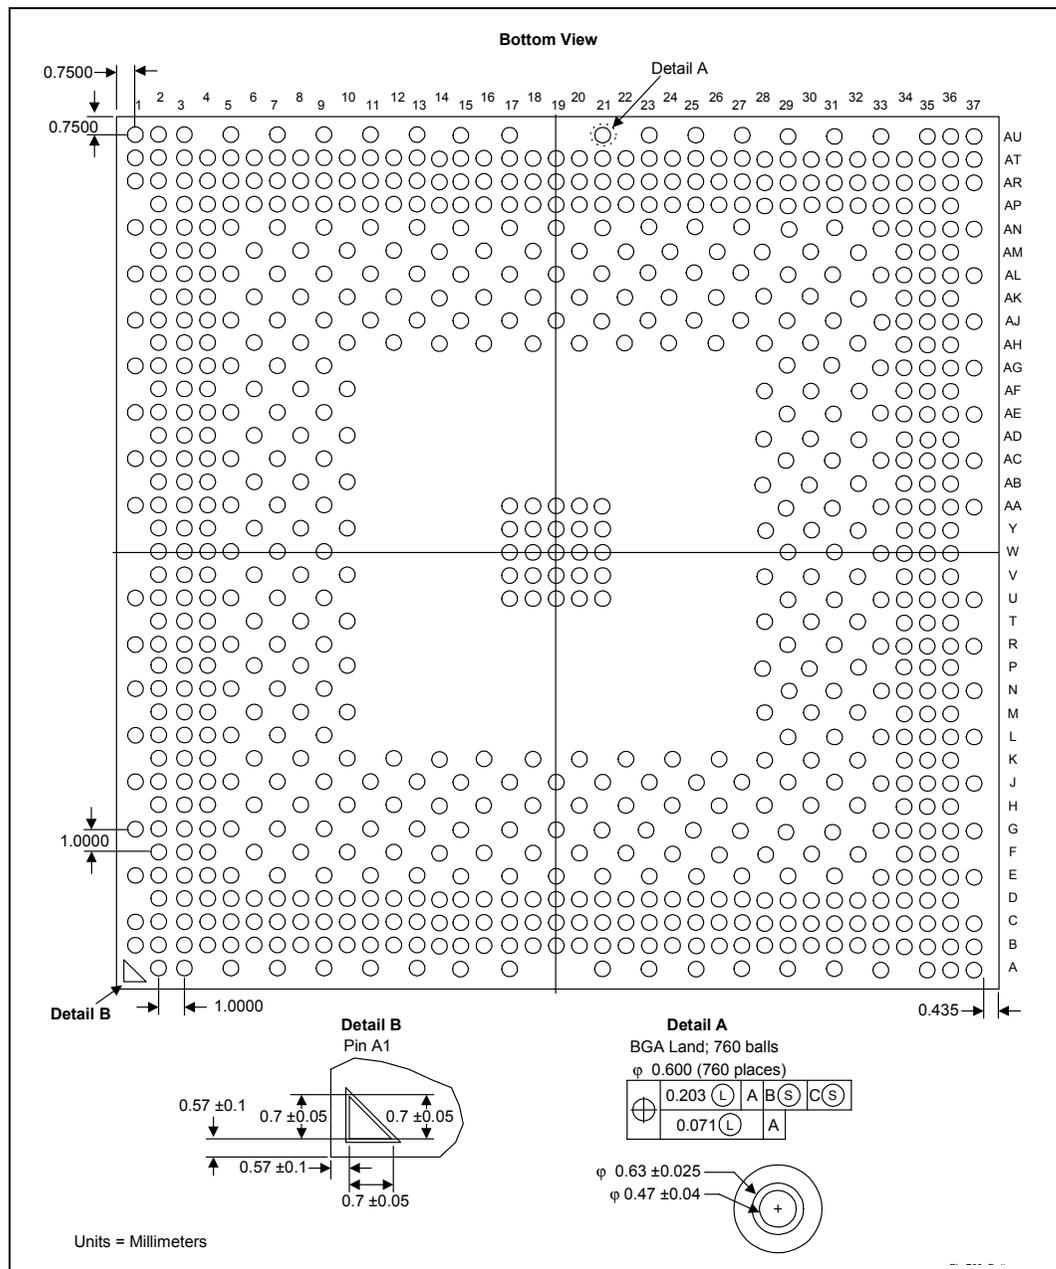 Bottom View
0.7500
Detail A
1 2 3 4 5 6 7 8 9 10 11 12 13 14 15 16 17 18 19 20 21 22 23 24 25 26 27 28 29 30 31 32 33 34 35 36 37
0.7500
AU
AT
AR
AP
AN
AM
AL
AK
AJ
AH
AG
AF
AE
AD
AC
AB
AA
Y
W
V
U
T
R
P
N
M
L
K
J
H
G
1.0000
F
E
D
C
B
A
Detail B
1.0000
0.435
Detail B
Pin A1
0.57 ±0.1
0.7 ±0.05
0.7 ±0.05
0.57 ±0.1
0.7 ±0.05
Detail A
BGA Land; 760 balls
φ 0.600 (760 places)
0.203 Ⓛ A B Ⓢ C Ⓢ
0.071 Ⓛ A
φ 0.63 ±0.025
φ 0.47 ±0.04
Units = Millimeters